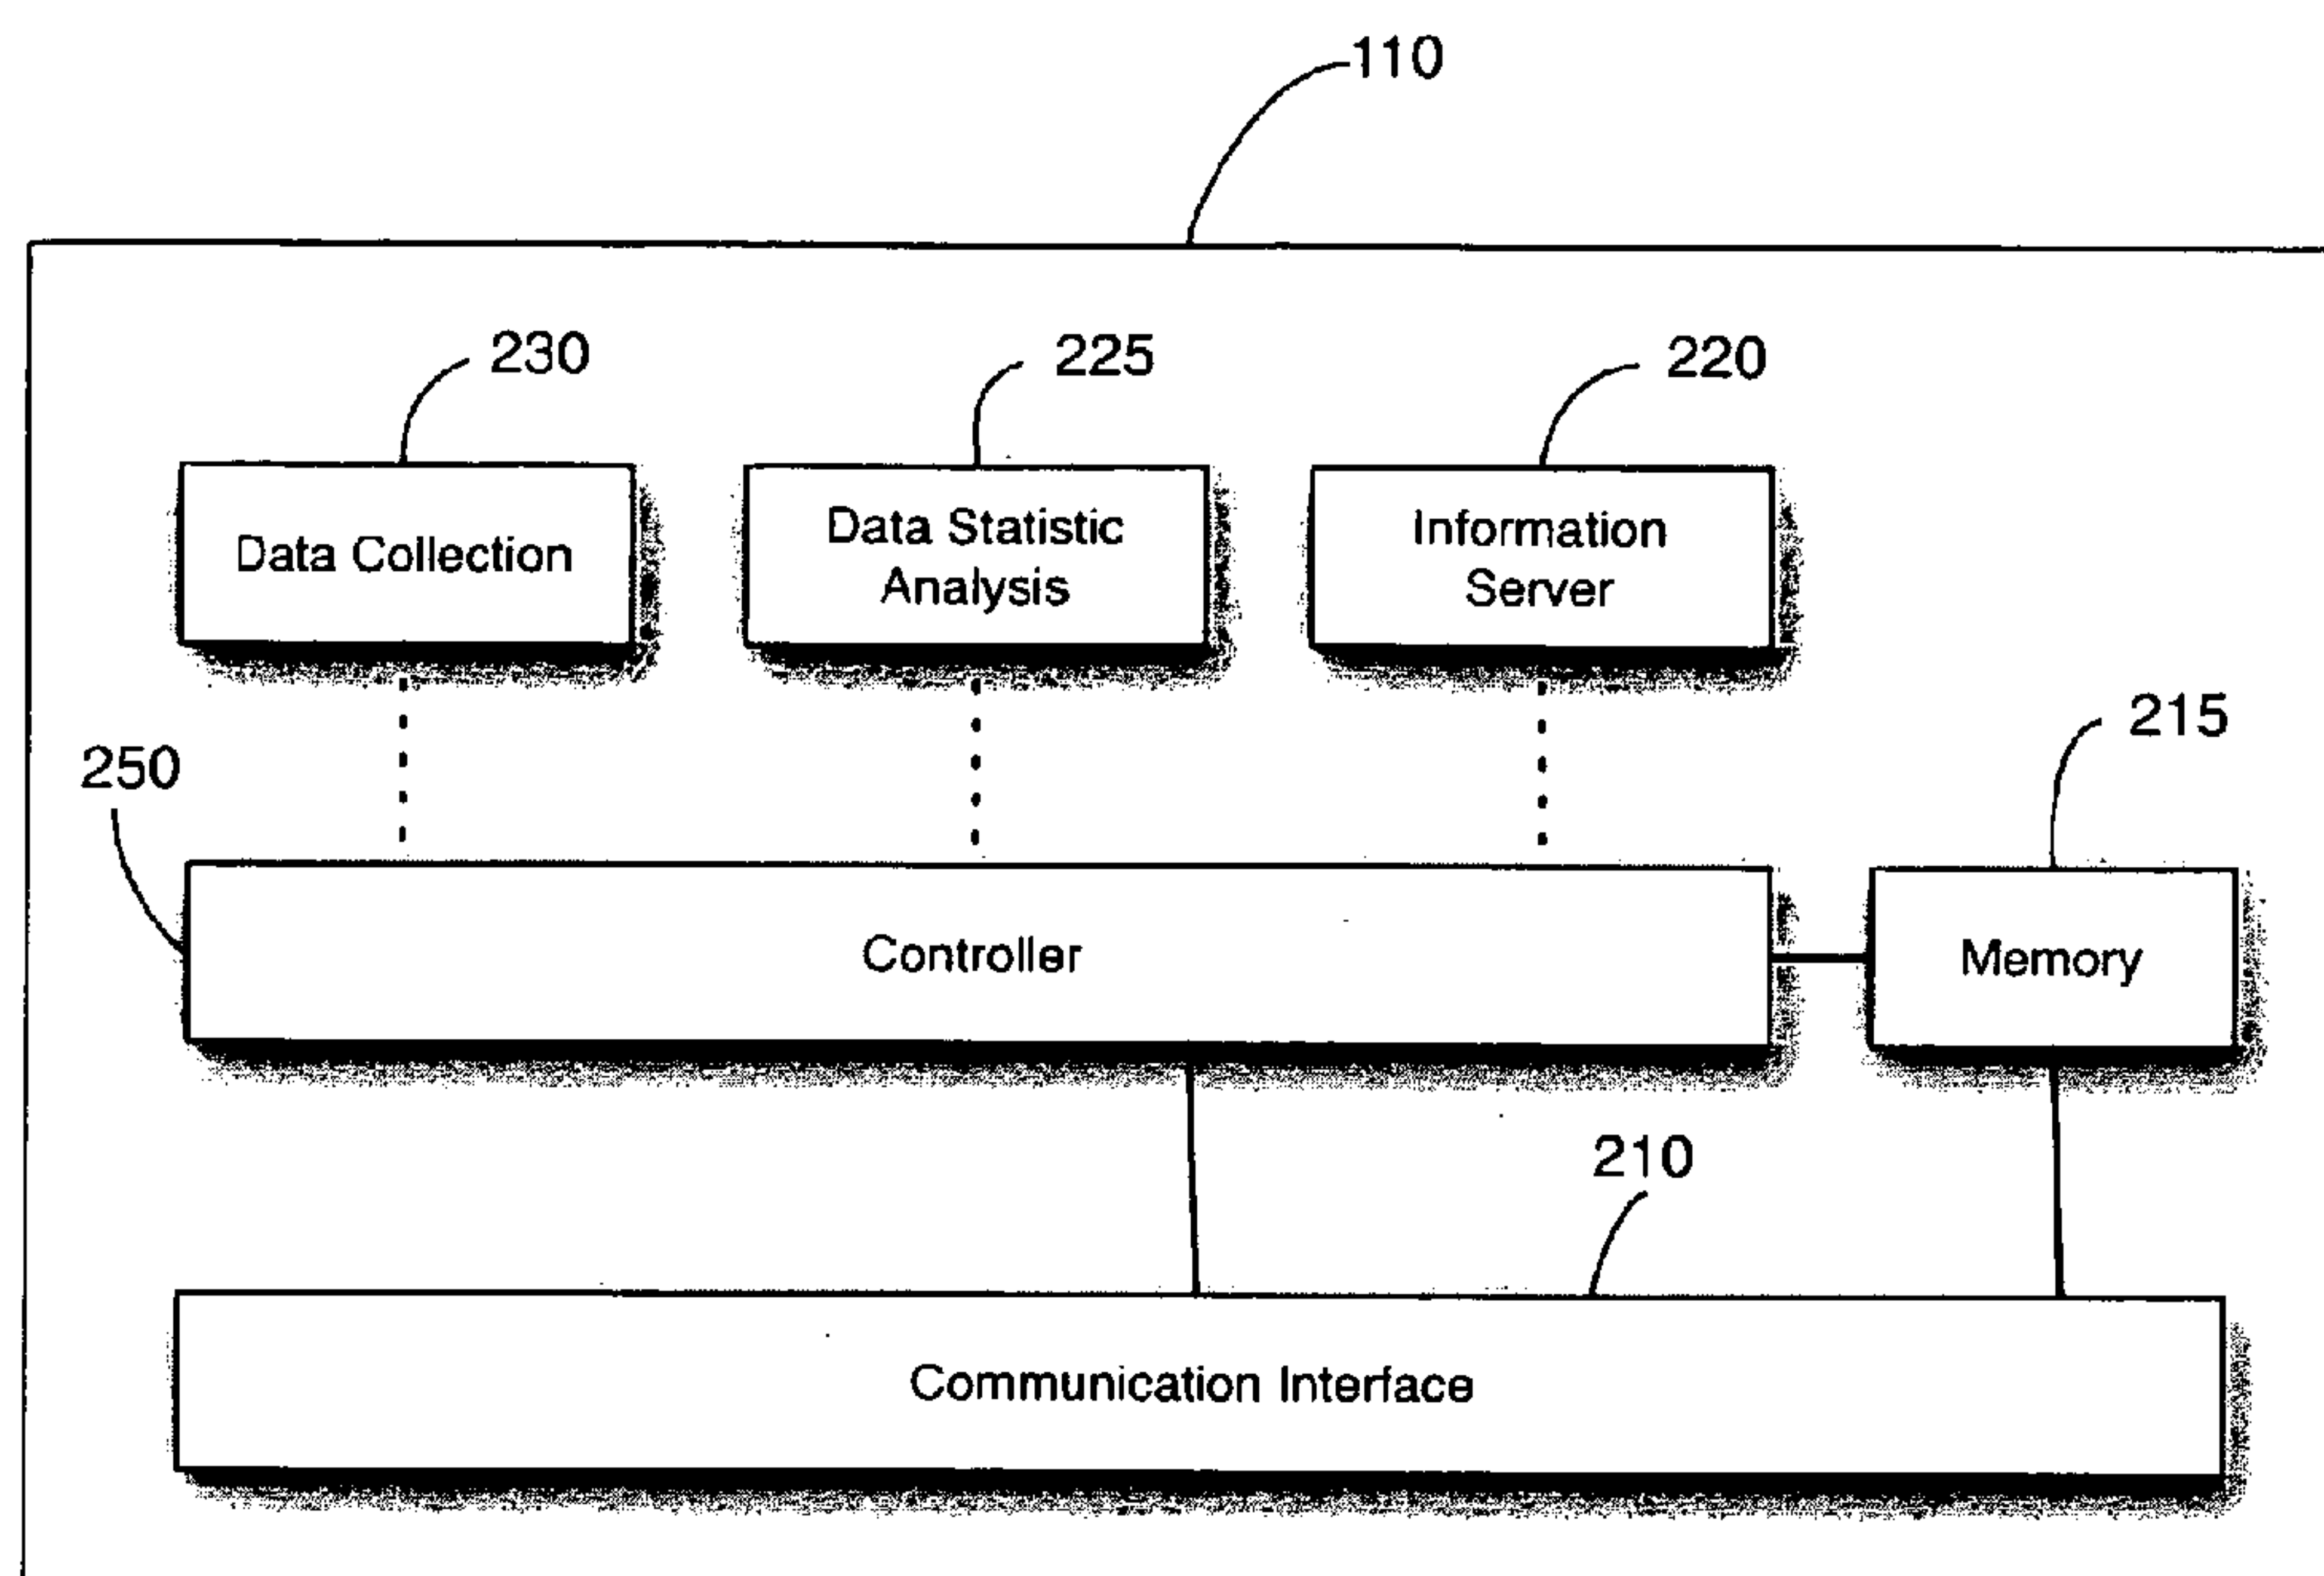 110
230
225
220
Data Collection
Data Statistic
Analysis
Information
Server
215
250
Controller
Memory
210
Communication Interface